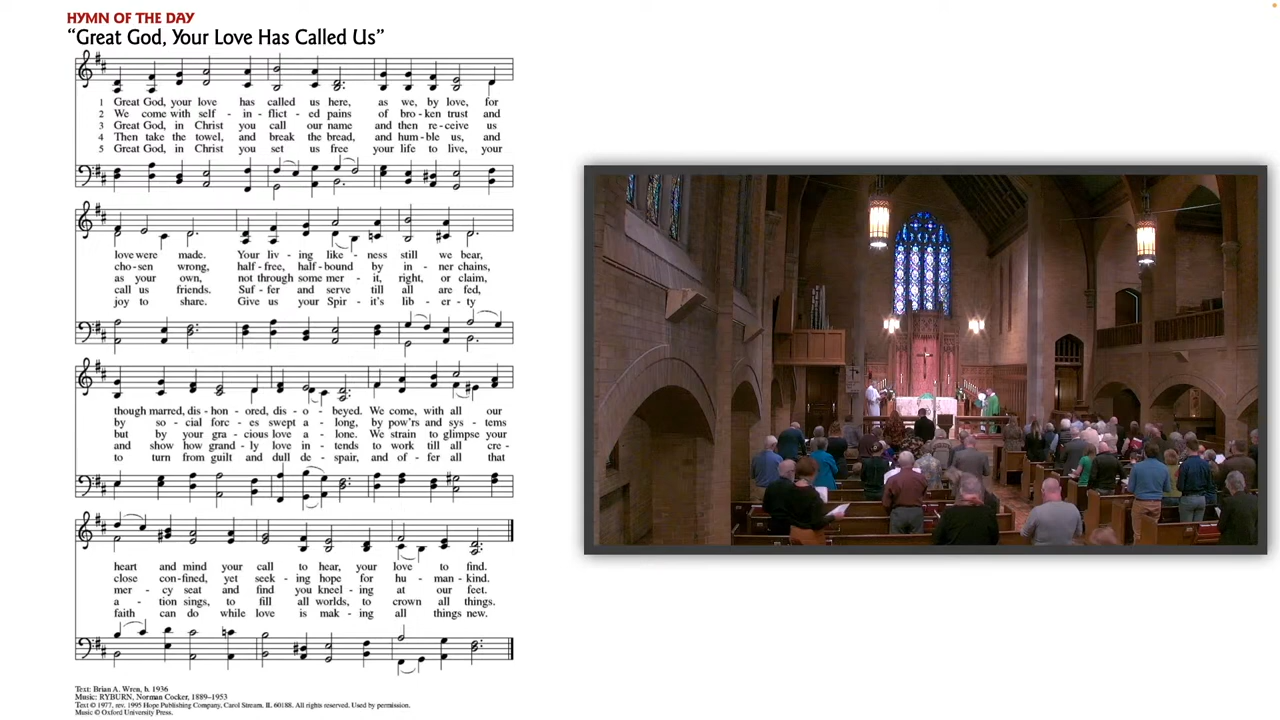 HYMN OF THE DAY
“Great God, Your Love Has Called Us”
1 Great God, your love has called us here, as we, by love, for
2 We come with self - in - flict - ed pains of bro - ken trust and
3 Great God, in Christ you call our name and then re - ceive us
4 Then take the towel, and break the bread, and hum - ble us, and
5 Great God, in Christ you set us free your life to live, your
love were made. Your liv - ing like - ness still we bear,
cho - sen wrong, half - free, half - bound by in - ner chains,
as your own, not through some mer - it, right, or claim,
call us friends. Suf - fer and serve till all are fed,
joy to share. Give us your Spir - it's lib - er - ty
though marred, dis - hon - ored, dis - o - beyed. We come, with all our
by so - cial forc - es swept a - long, by pow'rs and sys - tems
but by your gra - cious love a - lone. We strain to glimpse your
and show how grand - ly love in - tends to work till all cre -
to turn from guilt and dull de - spair, and of - fer all that
heart and mind your call to hear, your love to find.
close con - fined, yet seek - ing hope for hu - man - kind.
mer - cy seat and find you kneel - ing at our feet.
a - tion sings, to fill all worlds, to crown all things.
faith can do while love is mak - ing all things new.
Text: Brian A. Wren, b. 1936
Music: RYBURN, Norman Cocker, 1889–1953
Text © 1977, rev. 1995 Hope Publishing Company, Carol Stream, IL 60188. All rights reserved. Used by permission.
Music © Oxford University Press.